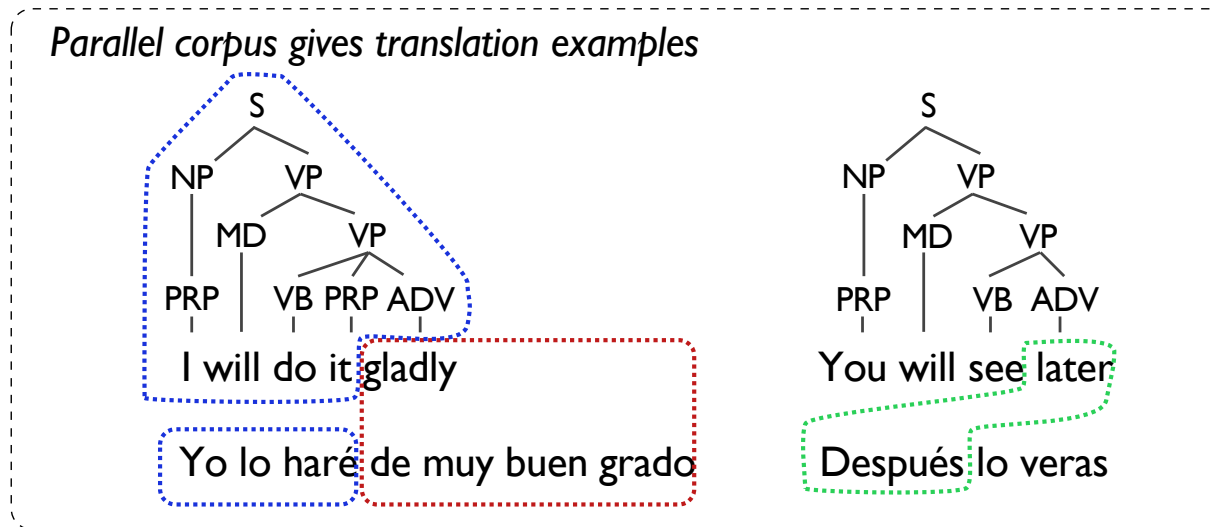 Parallel corpus gives translation examples
S
NP VP
MD VP
PRP VB PRP ADV
I will do it gladly
Yo lo haré de muy buen grado
S
NP VP
MD VP
PRP VB ADV
You will see later
Después lo veras